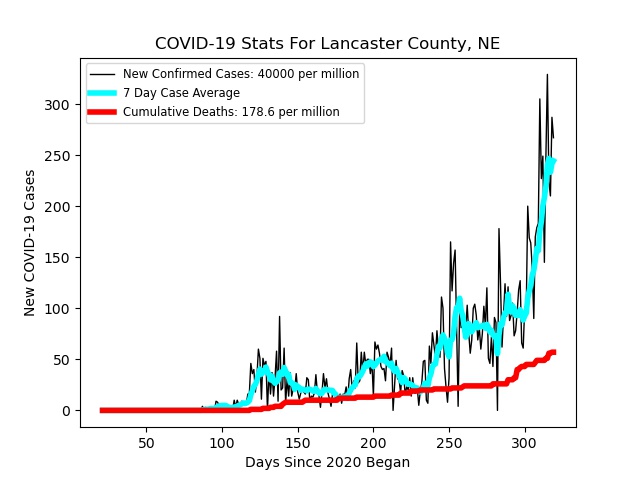 COVID-19 Stats For Lancaster County, NE
New Confirmed Cases: 40000 per million
7 Day Case Average
Cumulative Deaths: 178.6 per million
New COVID-19 Cases
300
250
200
150
100
50
0
50 100 150 200 250 300
Days Since 2020 Began